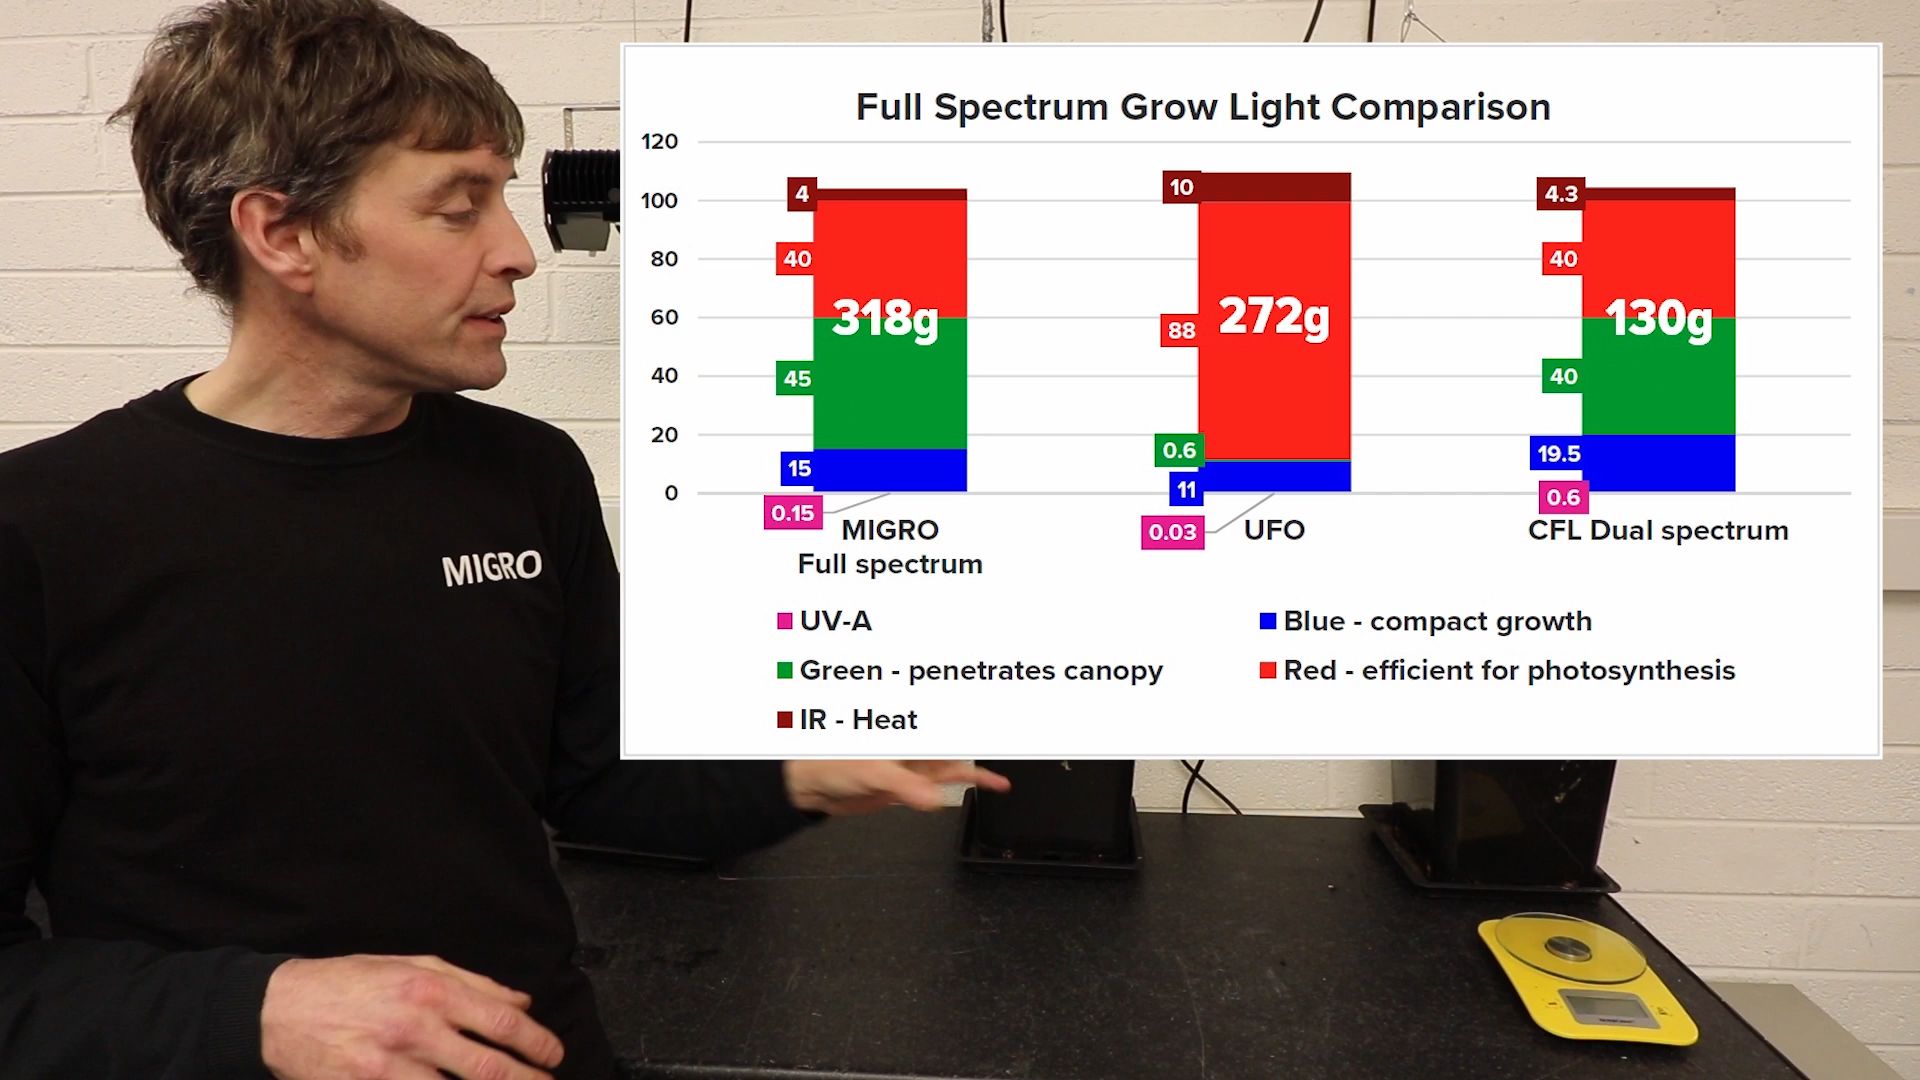 Full Spectrum Grow Light Comparison
120
100
80
60
40
20
0
4
40
318g
45
15
0.15
MIGRO
Full spectrum
10
88
272g
0.6
11
0.03
UFO
4.3
40
130g
40
19.5
0.6
CFL Dual spectrum
UV-A
Blue - compact growth
Green - penetrates canopy
Red - efficient for photosynthesis
IR - Heat
MIGRO